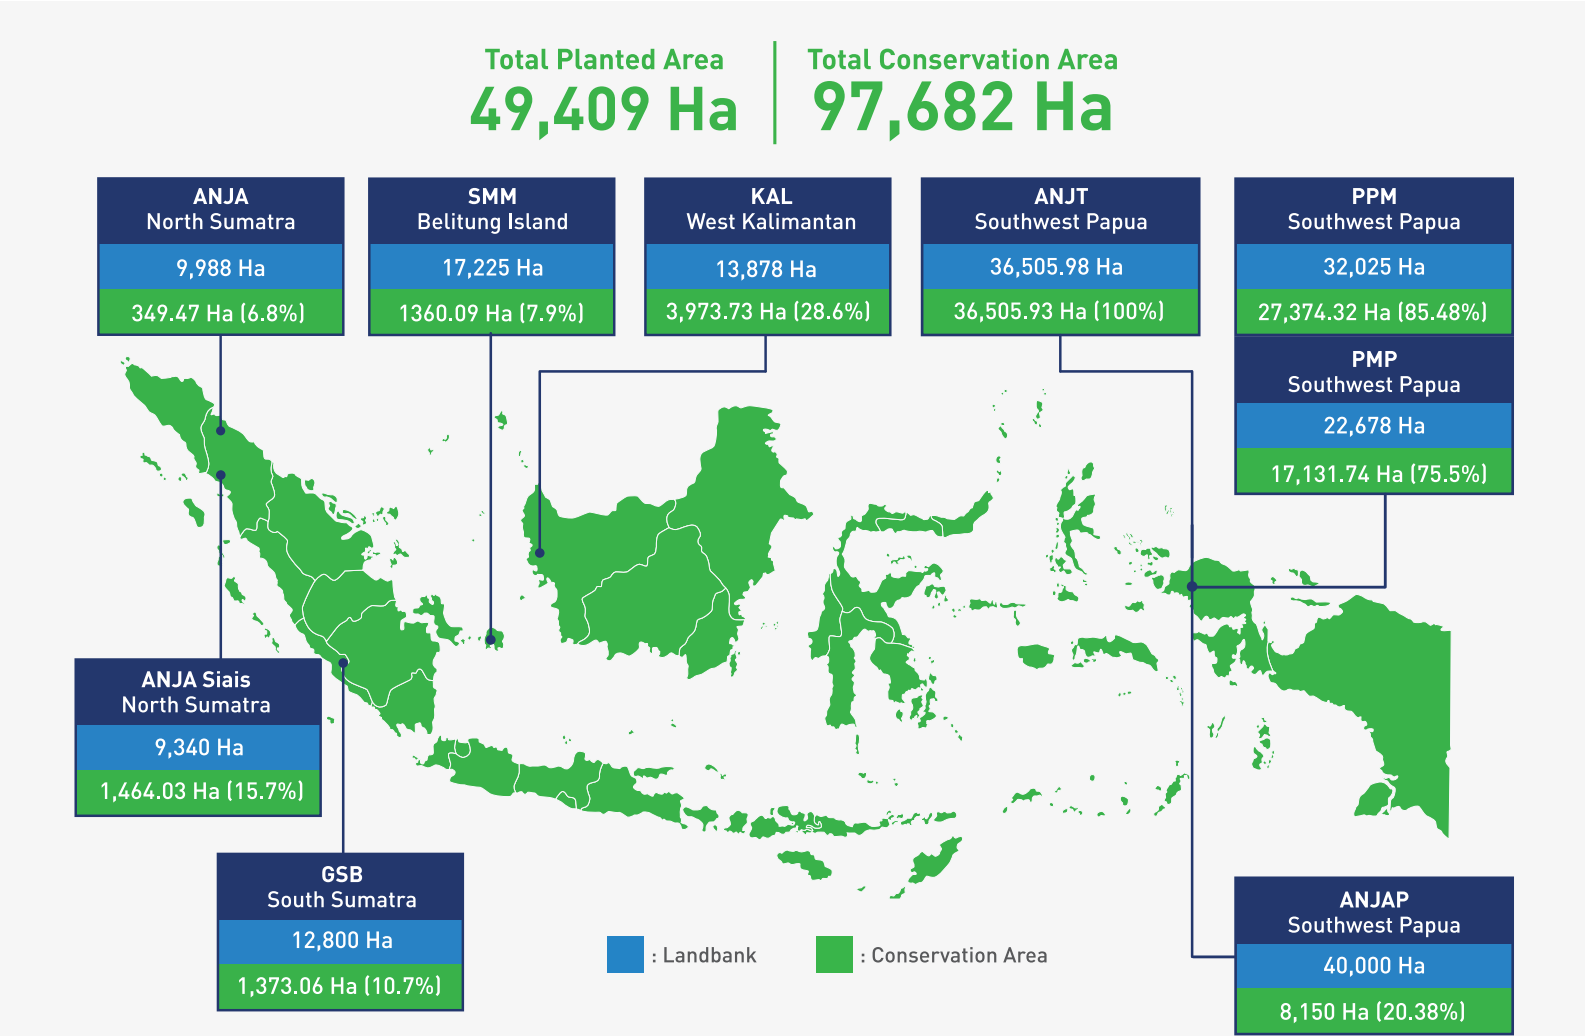 Total Planted Area
49,409 Ha
Total Conservation Area
97,682 Ha
ANJA
North Sumatra
9,988 Ha
349.47 Ha (6.8%)
SMM
Belitung Island
17,225 Ha
1360.09 Ha (7.9%)
KAL
West Kalimantan
13,878 Ha
3,973.73 Ha (28.6%)
ANJT
Southwest Papua
36,505.98 Ha
36,505.93 Ha (100%)
PPM
Southwest Papua
32,025 Ha
27,374.32 Ha (85.48%)
PMP
Southwest Papua
22,678 Ha
17,131.74 Ha (75.5%)
ANJA Siais
North Sumatra
9,340 Ha
1,464.03 Ha (15.7%)
GSB
South Sumatra
12,800 Ha
1,373.06 Ha (10.7%)
ANJAP
Southwest Papua
40,000 Ha
8,150 Ha (20.38%)
: Landbank
: Conservation Area